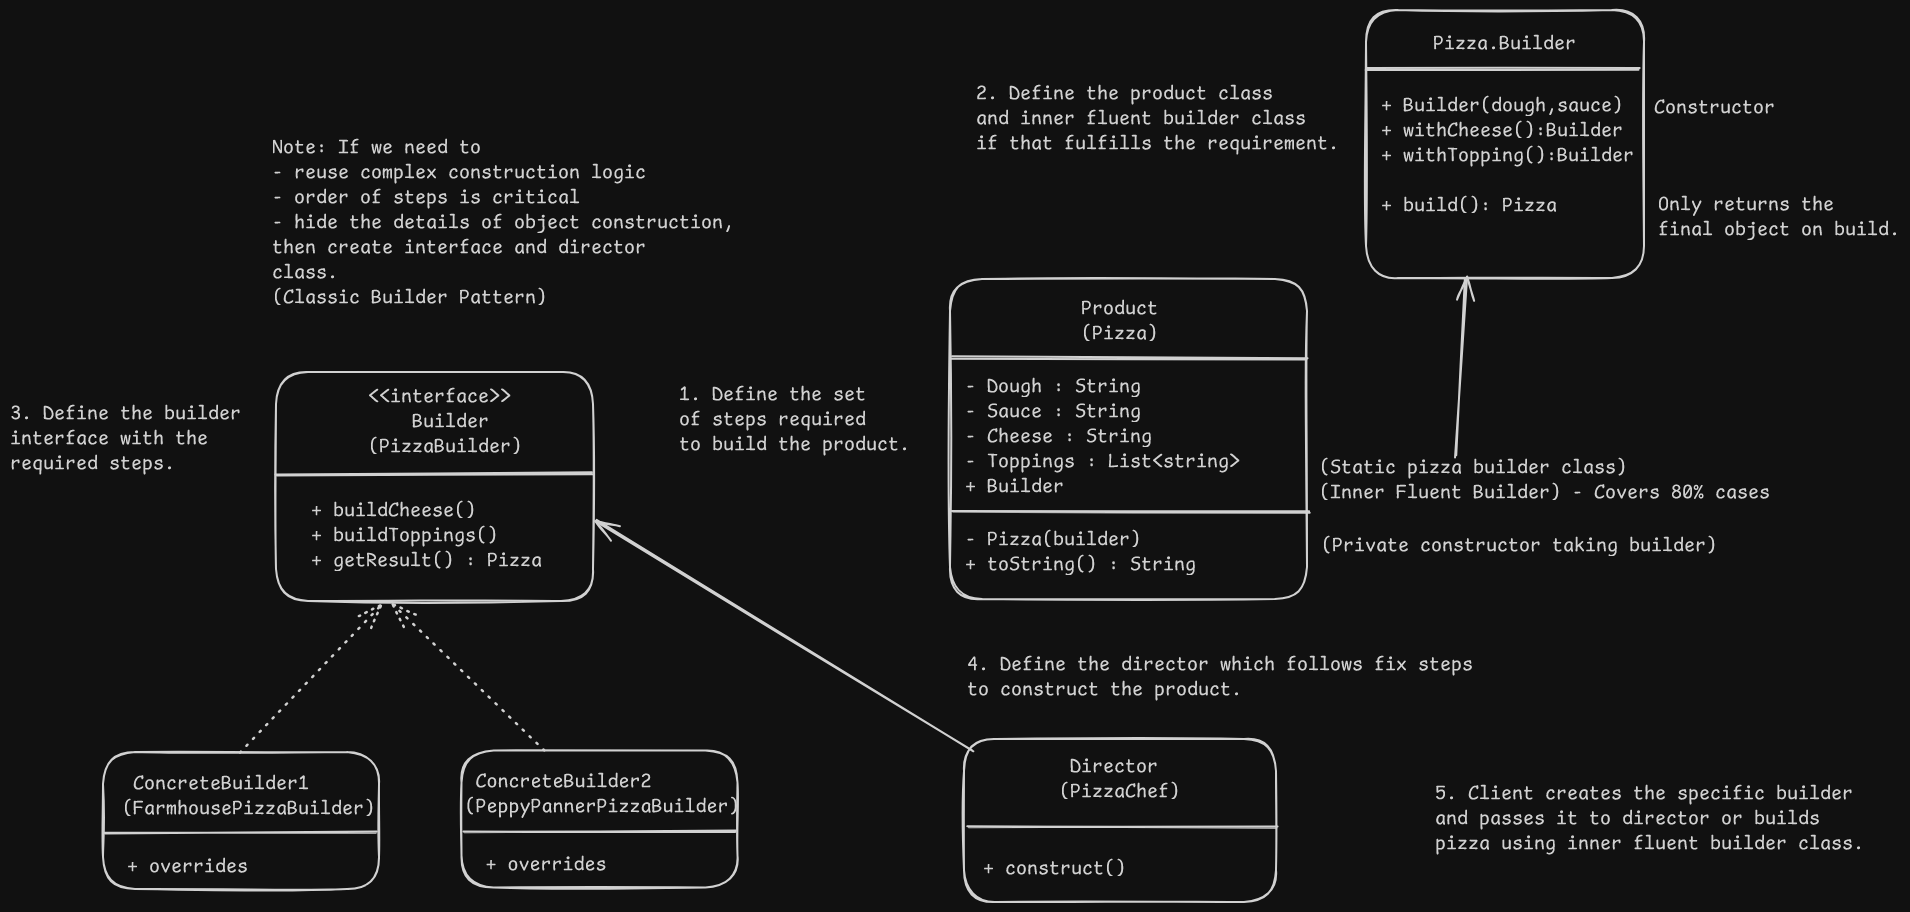 Note: If we need to
- reuse complex construction logic
- order of steps is critical
- hide the details of object construction,
then create interface and director
class.
(Classic Builder Pattern)
2. Define the product class
and inner fluent builder class
if that fulfills the requirement.
Pizza.Builder
+ Builder(dough,sauce)
+ withCheese():Builder
+ withTopping():Builder
+ build(): Pizza
Constructor
Only returns the
final object on build.
3. Define the builder
interface with the
required steps.
<<interface>>
Builder
(PizzaBuilder)
+ buildCheese()
+ buildToppings()
+ getResult() : Pizza
1. Define the set
of steps required
to build the product.
Product
(Pizza)
- Dough : String
- Sauce : String
- Cheese : String
- Toppings : List<string>
+ Builder
- Pizza(builder)
+ toString() : String
(Static pizza builder class)
(Inner Fluent Builder) - Covers 80% cases
(Private constructor taking builder)
4. Define the director which follows fix steps
to construct the product.
ConcreteBuilder1
(FarmhousePizzaBuilder)
+ overrides
ConcreteBuilder2
(PeppyPannerPizzaBuilder)
+ overrides
Director
(PizzaChef)
+ construct()
5. Client creates the specific builder
and passes it to director or builds
pizza using inner fluent builder class.